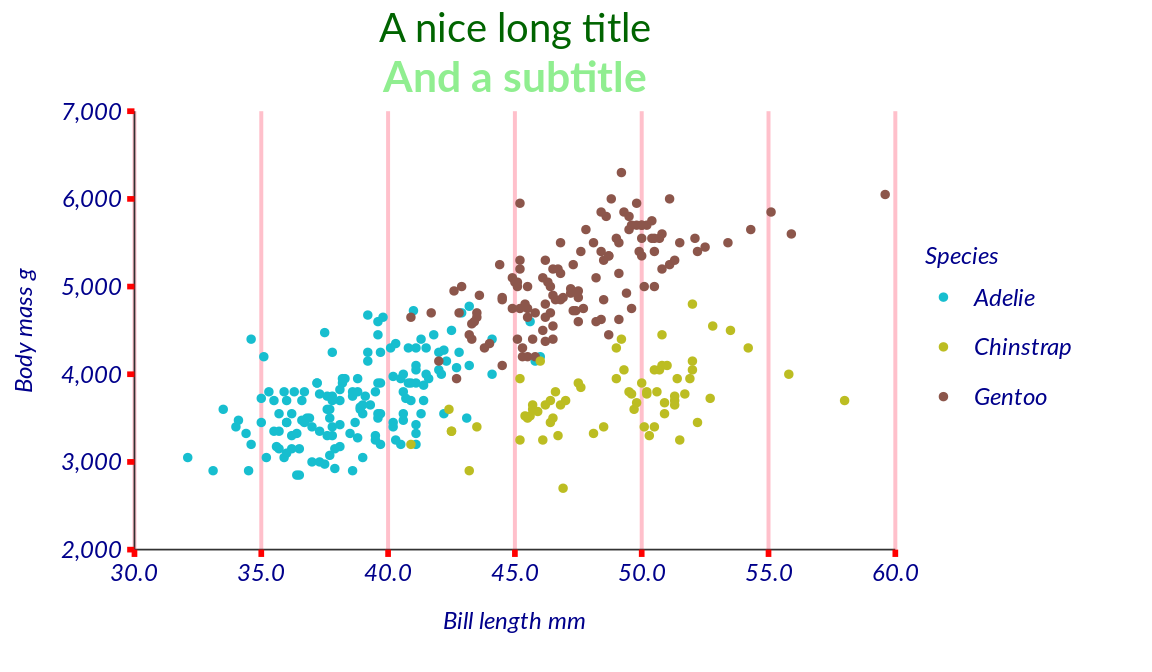 A nice long title
And a subtitle
7,000
6,000
5,000
4,000
3,000
2,000
Body mass g
30.0 35.0 40.0 45.0 50.0 55.0 60.0
Bill length mm
Species
Adelie
Chinstrap
Gentoo